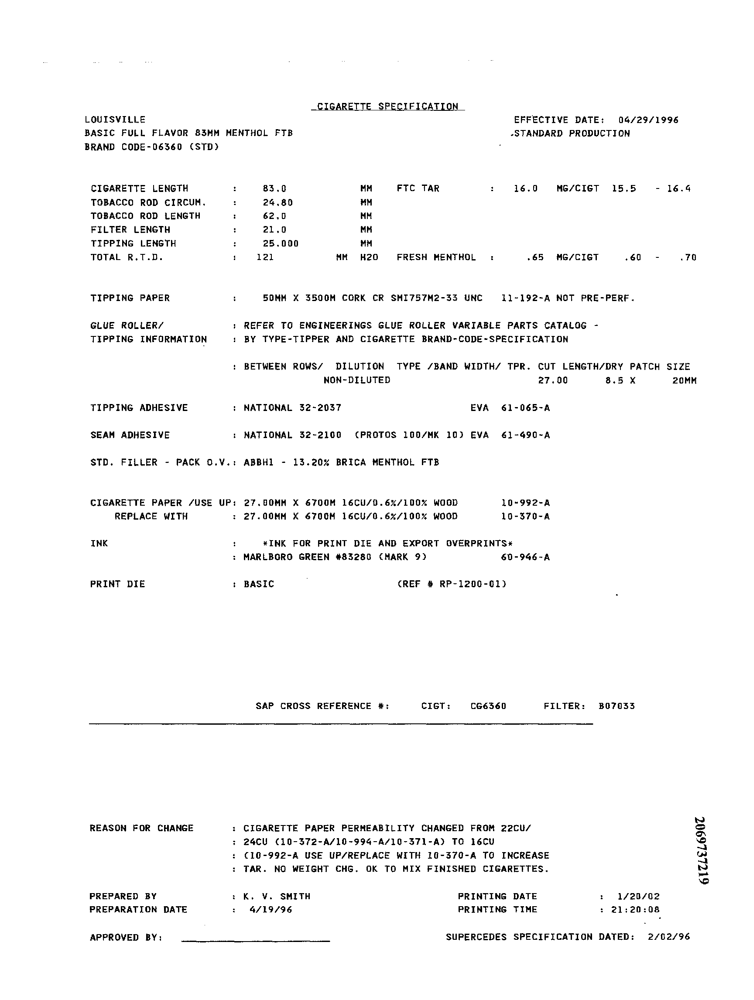 CIGARETTE SPECIFICATION
LOUISVILLE EFFECTIVE DATE: 04/29/1996
BASIC FULL FLAVOR 83MM MENTHOL FTB .STANDARD PRODUCTION
BRAND CODE-06360 (STD)
CIGARETTE LENGTH : 83.0 MM FTC TAR : 16.0 MG/CIGT 15.5 - 16.4
TOBACCO ROD CIRCUM. : 24.80 MM
TOBACCO ROD LENGTH : 62.0 MM
FILTER LENGTH : 21.0 MM
TIPPING LENGTH : 25.000 MM
TOTAL R.T.D. : 121 MM H2O FRESH MENTHOL : .65 MG/CIGT .60 - .70
TIPPING PAPER : 50MM X 3500M CORK CR SMI757M2-33 UNC 11-192-A NOT PRE-PERF.
GLUE ROLLER/ : REFER TO ENGINEERINGS GLUE ROLLER VARIABLE PARTS CATALOG -
TIPPING INFORMATION : BY TYPE-TIPPER AND CIGARETTE BRAND-CODE-SPECIFICATION
: BETWEEN ROWS/ DILUTION TYPE /BAND WIDTH/ TPR. CUT LENGTH/DRY PATCH SIZE
NON-DILUTED 27.00 8.5 X 20MM
TIPPING ADHESIVE : NATIONAL 32-2037 EVA 61-065-A
SEAM ADHESIVE : NATIONAL 32-2100 (PROTOS 100/MK 10) EVA 61-490-A
STD. FILLER - PACK O.V.: ABBH1 - 13.20% BRICA MENTHOL FTB
CIGARETTE PAPER /USE UP: 27.00MM X 6700M 16CU/0.6%/100% WOOD 10-992-A
REPLACE WITH : 27.00MM X 6700M 16CU/0.6%/100% WOOD 10-370-A
INK : *INK FOR PRINT DIE AND EXPORT OVERPRINTS*
: MARLBORO GREEN #83280 (MARK 9) 60-946-A
PRINT DIE : BASIC (REF # RP-1200-01)
SAP CROSS REFERENCE #: CIGT: CG6360 FILTER: B07033
REASON FOR CHANGE : CIGARETTE PAPER PERMEABILITY CHANGED FROM 22CU/
: 24CU (10-372-A/10-994-A/10-371-A) TO 16CU
: (10-992-A USE UP/REPLACE WITH 10-370-A TO INCREASE
: TAR. NO WEIGHT CHG. OK TO MIX FINISHED CIGARETTES.
PREPARED BY : K. V. SMITH PRINTING DATE : 1/20/02
PREPARATION DATE : 4/19/96 PRINTING TIME : 21:20:08
APPROVED BY: SUPERCEDES SPECIFICATION DATED: 2/02/96
2069737219